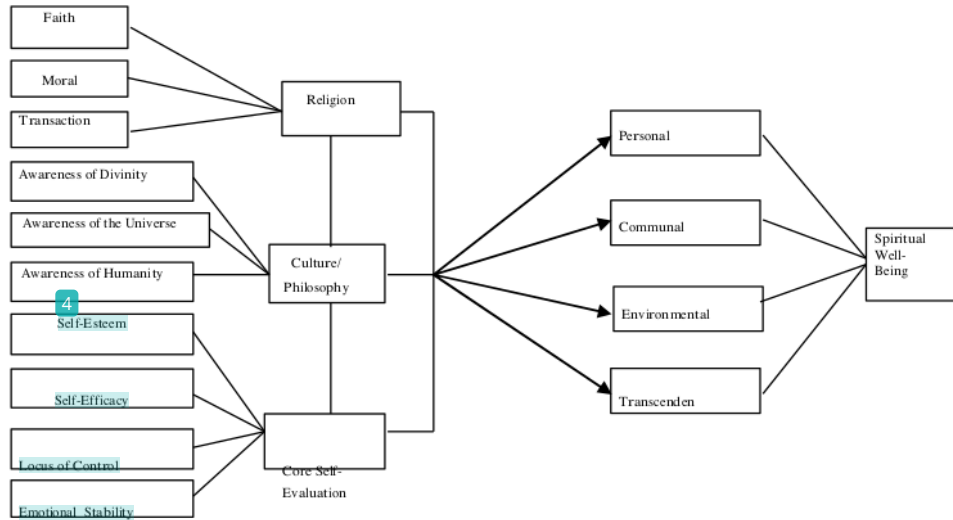 Faith
Moral
Transaction
Religion
Awareness of Divinity
Awareness of the Universe
Awareness of Humanity
Culture/
Philosophy
4
Self-Esteem
Self-Efficacy
Locus of Control
Emotional Stability
Core Self-
Evaluation
Personal
Communal
Environmental
Transcenden
Spiritual
Well-
Being